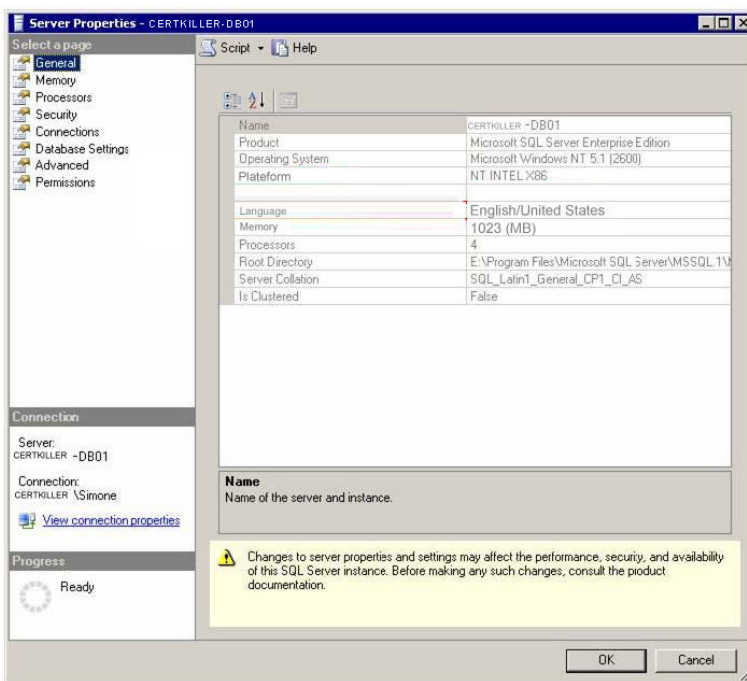 Server Properties - CERTKILLER-DB01
Select a page
General
Memory
Processors
Security
Connections
Database Settings
Advanced
Permissions
Script Help
Name CERTKILLER -DB01
Product Microsoft SQL Server Enterprise Edition
Operating System Microsoft Windows NT 5.1 (2600)
Plateform NT INTEL X86
Language English/United States
Memory 1023 (MB)
Processors 4
Root Directory E:\Program Files\Microsoft SQL Server\MSSQL.1\M
Server Collation SQL_Latin1_General_CP1_CI_AS
Is Clustered False
Connection
Server:
CERTKILLER -DB01
Connection:
CERTKILLER \Simone
View connection properties
Progress
Ready
Name
Name of the server and instance.
Changes to server properties and settings may affect the performance, security, and availability
of this SQL Server instance. Before making any such changes, consult the product
documentation.
OK Cancel